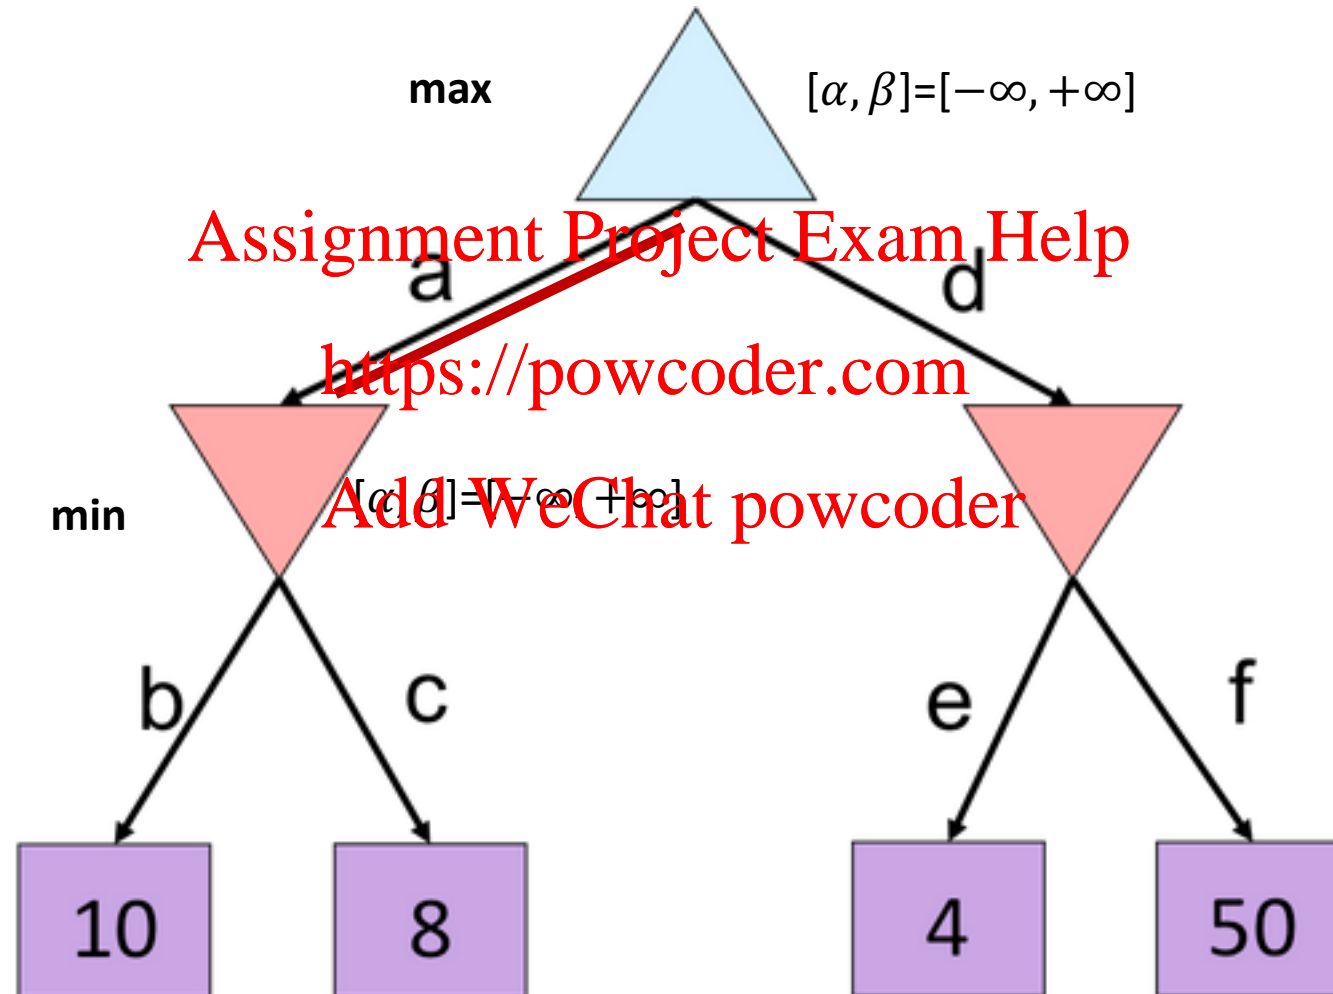 max
[α, β]=[−∞, +∞]
Assignment Project Exam Help
a
d
https://powcoder.com
min
[α, β]=[−∞, +∞]
Add WeChat powcoder
b
c
e
f
10
8
4
50